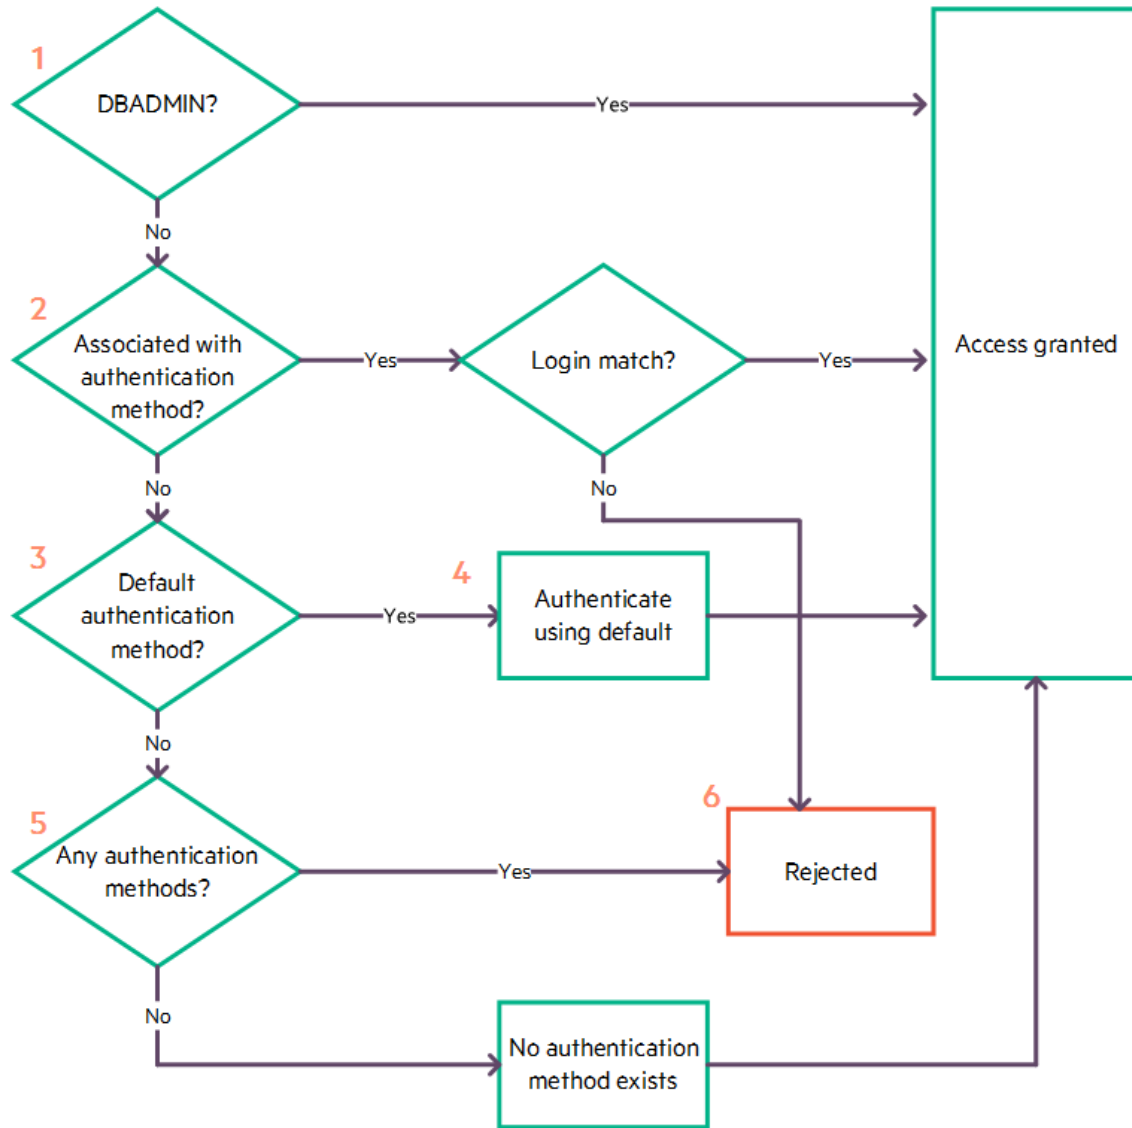 1
DBADMIN?
Yes
No
2
Associated with
authentication
method?
Yes
Login match?
Yes
Access granted
No
No
3
Default
authentication
method?
Yes
4
Authenticate
using default
No
5
Any authentication
methods?
Yes
6
Rejected
No
No authentication
method exists